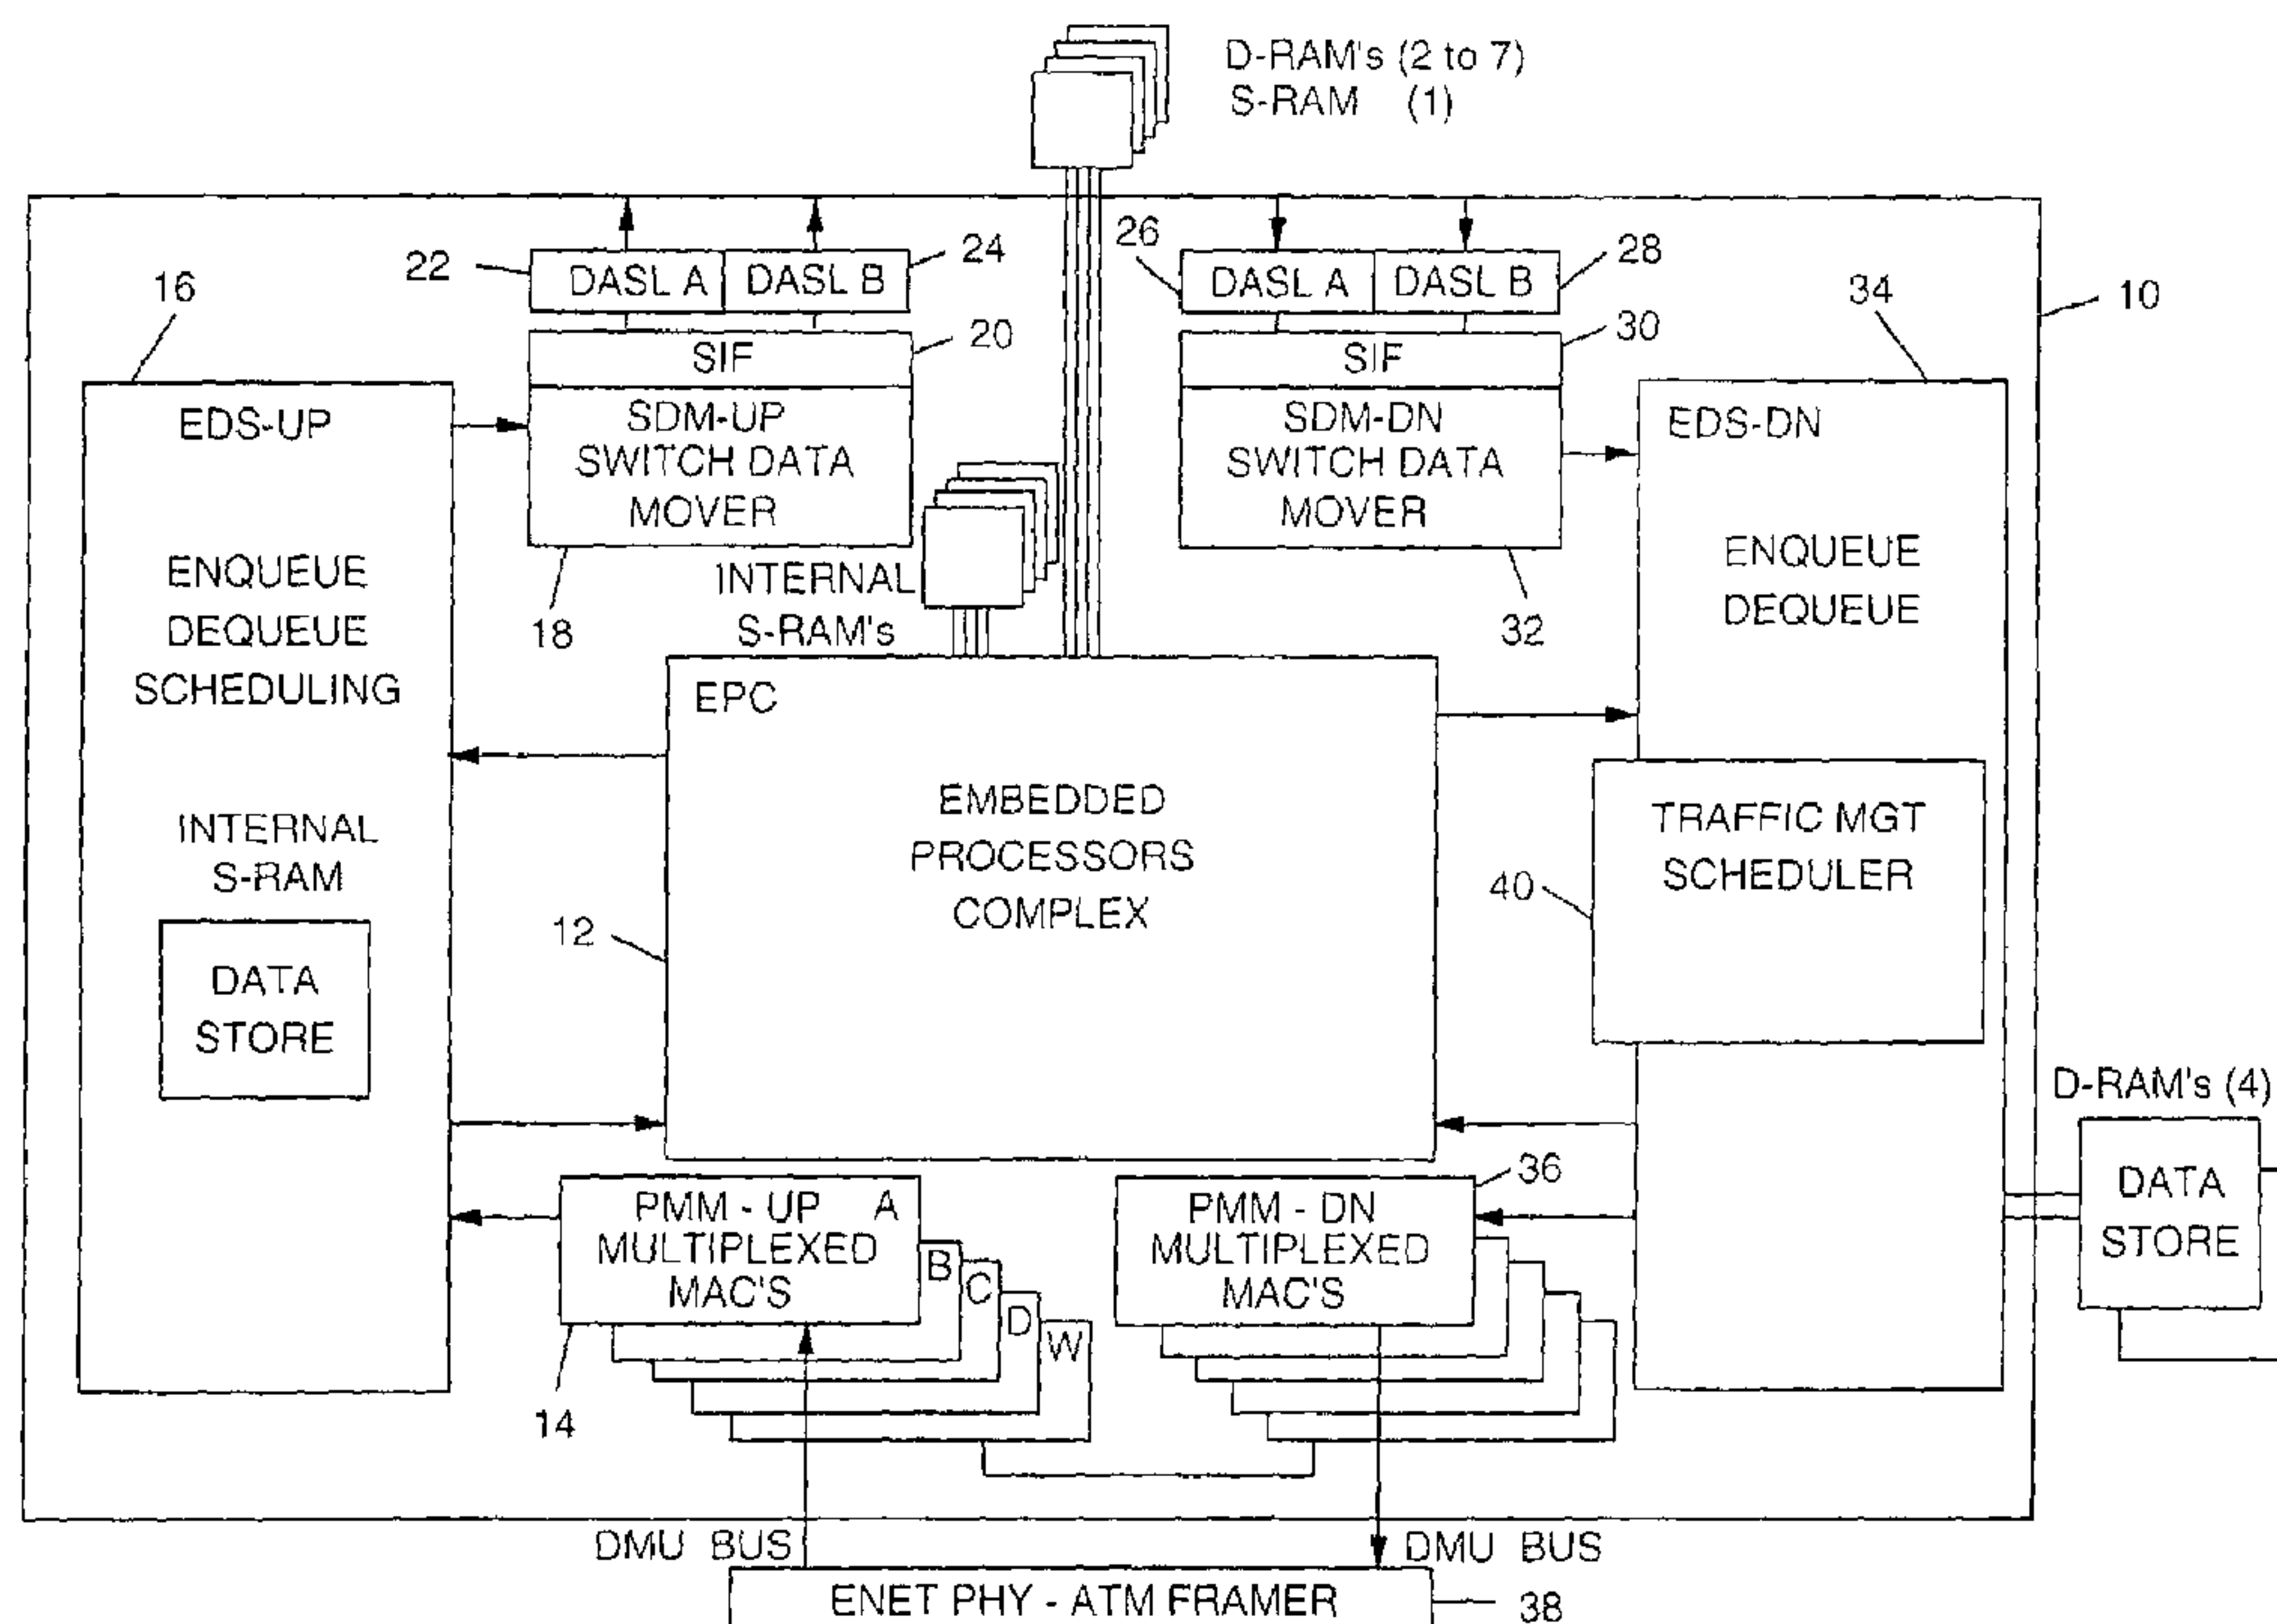 D-RAM's (2 to 7)
S-RAM (1)
22
DASL A
DASL B
24
26
DASL A
DASL B
28
16
34
10
SIF
20
SIF
30
EDS-UP
SDM-UP
SWITCH DATA
MOVER
SDM-DN
SWITCH DATA
MOVER
EDS-DN
ENQUEUE
DEQUEUE
SCHEDULING
18
INTERNAL
S-RAM's
32
ENQUEUE
DEQUEUE
EPC
EMBEDDED
PROCESSORS
COMPLEX
12
INTERNAL
S-RAM
DATA
STORE
TRAFFIC MGT
SCHEDULER
40
D-RAM's (4)
DATA
STORE
PMM - UP A
MULTIPLEXED
MAC'S
B
C
D
W
14
PMM - DN
MULTIPLEXED
MAC'S
36
DMU BUS
DMU BUS
ENET PHY - ATM FRAMER
38